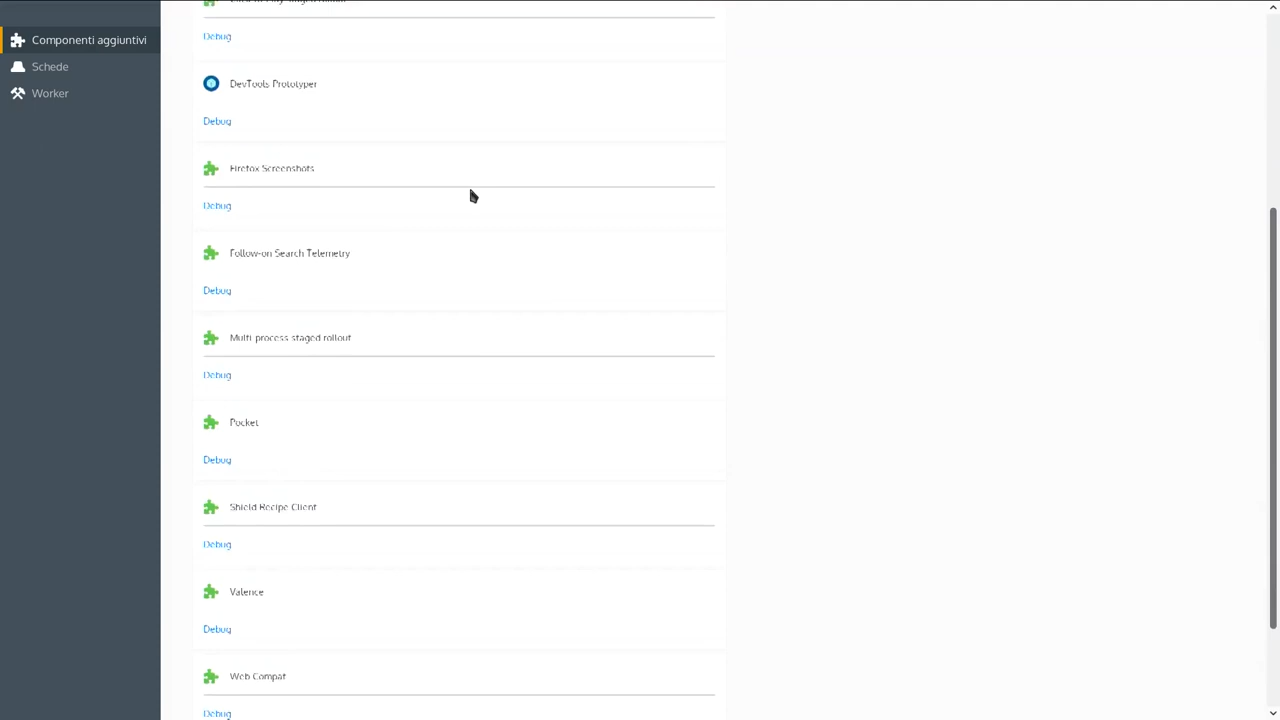 Componenti aggiuntivi
Schede
Worker
Debug
DevTools Prototyper
Debug
Firefox Screenshots
Debug
Follow-on Search Telemetry
Debug
Multi-process staged rollout
Debug
Pocket
Debug
Shield Recipe Client
Debug
Valence
Debug
Web Compat
Debug